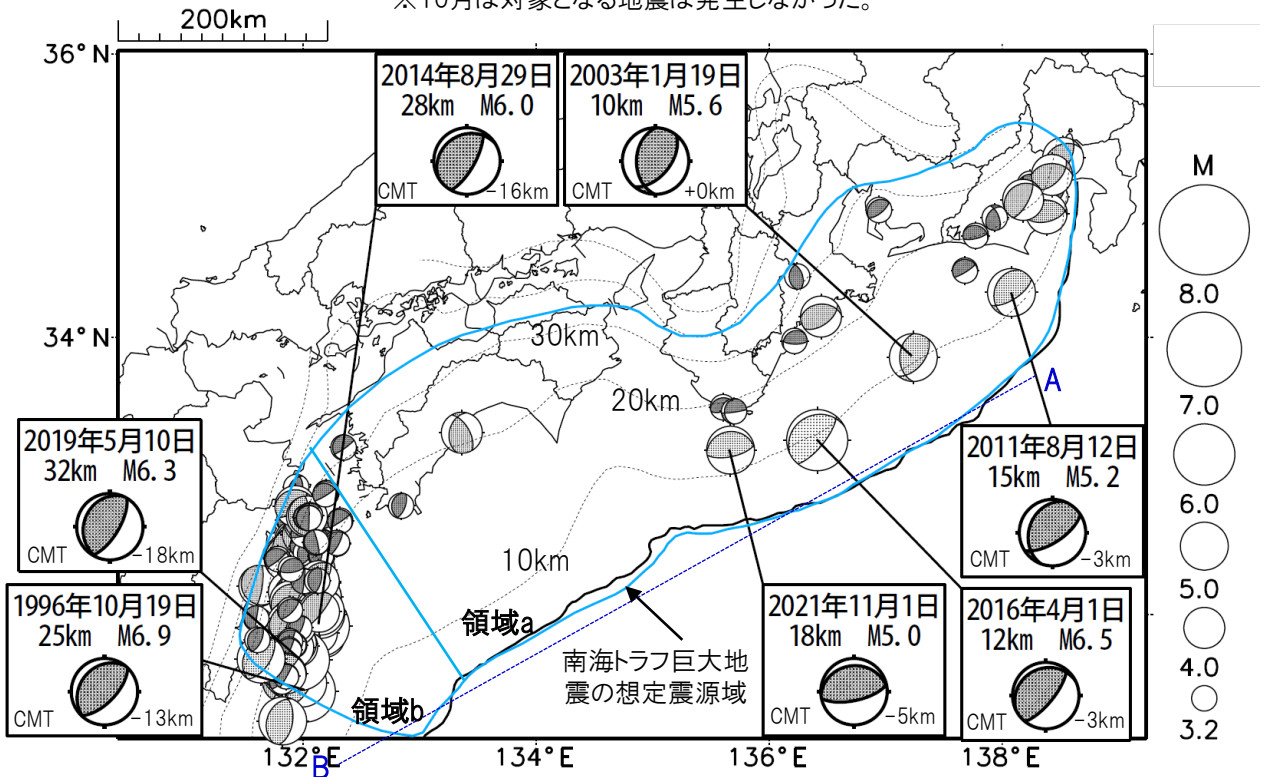 ※10月は対象となる地震は発生しなかった。
200km
36°N
34°N
2014年8月29日
28km M6.0
CMT
-16km
2003年1月19日
10km M5.6
CMT
+0km
M
8.0
7.0
6.0
5.0
4.0
3.2
30km
20km
10km
A
2019年5月10日
32km M6.3
CMT
-18km
1996年10月19日
25km M6.9
CMT
-13km
2011年8月12日
15km M5.2
CMT
-3km
2021年11月1日
18km M5.0
CMT
-5km
2016年4月1日
12km M6.5
CMT
-3km
領域a
領域b
南海トラフ巨大地
震の想定震源域
B
132°E
134°E
136°E
138°E